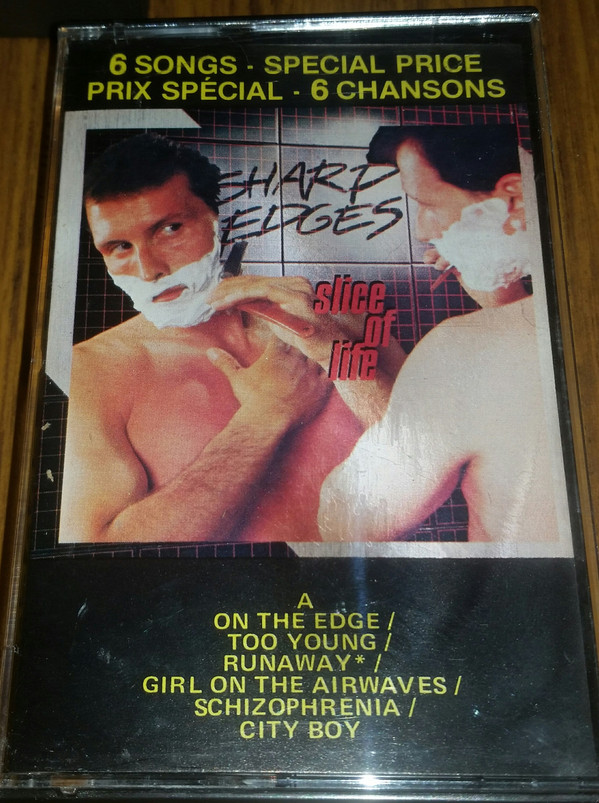 6 SONGS - SPECIAL PRICE
PRIX SPÉCIAL - 6 CHANSONS
SHARP
EDGES
slice
of
life
A
ON THE EDGE /
TOO YOUNG /
RUNAWAY* /
GIRL ON THE AIRWAVES /
SCHIZOPHRENIA /
CITY BOY